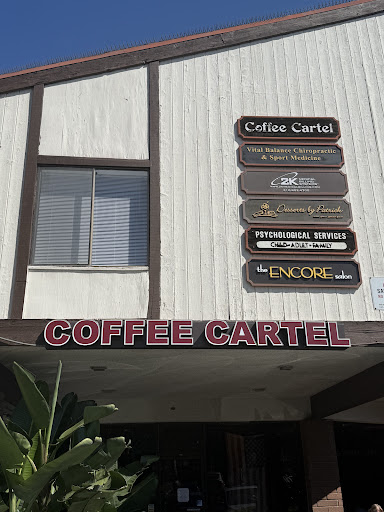 Coffee Cartel
Vital Balance Chiropractic
& Sport Medicine
2K
Desserts by Patrick
PSYCHOLOGICAL SERVICES
CHILD-ADULT-FAMILY
the ENCORE salon
COFFEE CARTEL